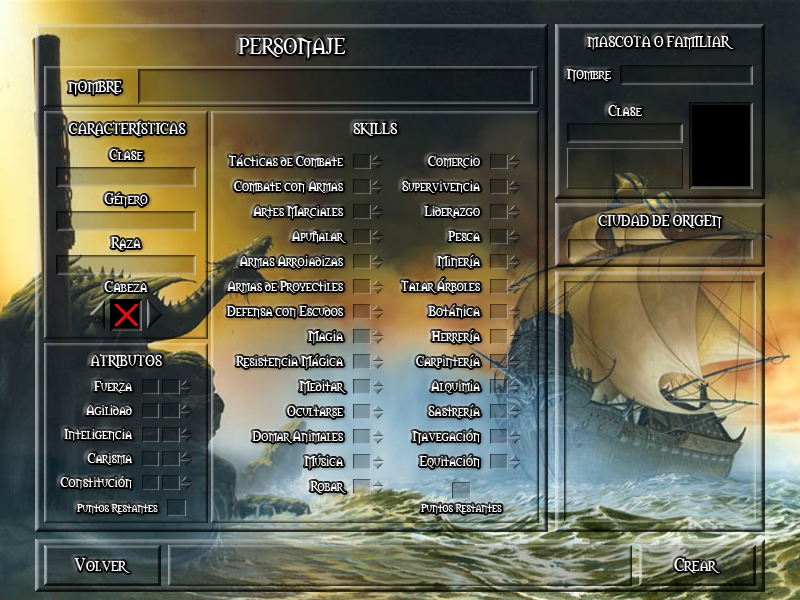 PERSONAJE
NOMBRE
CARACTERÍSTICAS
CLASE
GÉNERO
RAZA
CABEZA
ATRIBUTOS
FUERZA
AGILIDAD
INTELIGENCIA
CARISMA
CONSTITUCIÓN
PUNTOS RESTANTES
SKILLS
TÁCTICAS DE COMBATE
COMBATE CON ARMAS
ARTES MARCIALES
APUÑALAR
ARMAS ARROJADIZAS
ARMAS DE PROYECTILES
DEFENSA CON ESCUDOS
MAGIA
RESISTENCIA MÁGICA
MEDITAR
OCULTARSE
DOMAR ANIMALES
MÚSICA
ROBAR
COMERCIO
SUPERVIVENCIA
LIDERAZGO
PESCA
MINERÍA
TALAR ÁRBOLES
BOTÁNICA
HERRERÍA
CARPINTERÍA
ALQUIMIA
SASTRERÍA
NAVEGACIÓN
EQUITACIÓN
PUNTOS RESTANTES
MASCOTA O FAMILIAR
NOMBRE
CLASE
CIUDAD DE ORIGEN
VOLVER
CREAR